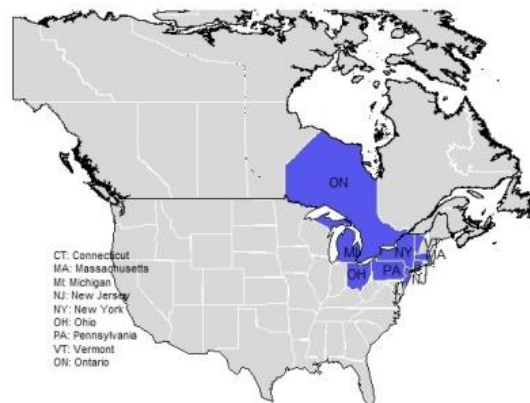 ON
MI
NY
VT
MA
OH
PA
NJ
CT: Connecticut
MA: Massachusetts
MI: Michigan
NJ: New Jersey
NY: New York
OH: Ohio
PA: Pennsylvania
VT: Vermont
ON: Ontario